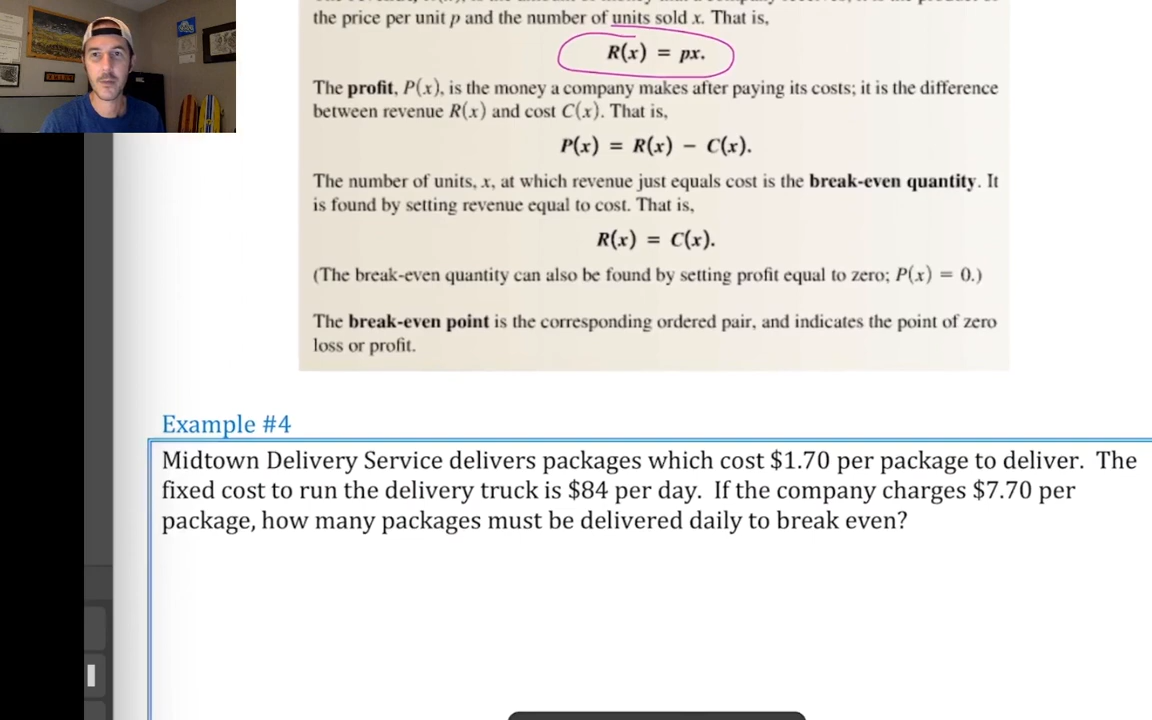 the price per unit p and the number of units sold x. That is,
R(x) = px.
The profit, P(x), is the money a company makes after paying its costs; it is the difference
between revenue R(x) and cost C(x). That is,
P(x) = R(x) − C(x).
The number of units, x, at which revenue just equals cost is the break-even quantity. It
is found by setting revenue equal to cost. That is,
R(x) = C(x).
(The break-even quantity can also be found by setting profit equal to zero; P(x) = 0.)
The break-even point is the corresponding ordered pair, and indicates the point of zero
loss or profit.
Example #4
Midtown Delivery Service delivers packages which cost $1.70 per package to deliver. The
fixed cost to run the delivery truck is $84 per day. If the company charges $7.70 per
package, how many packages must be delivered daily to break even?